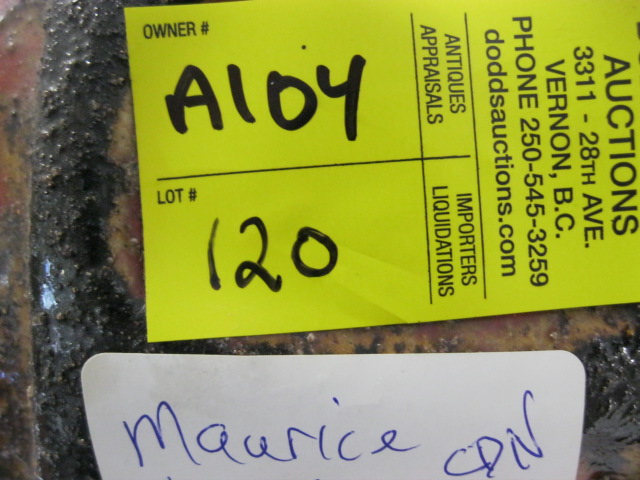 OWNER #
A104
LOT #
120
ANTIQUES
APPRAISALS
IMPORTERS
LIQUIDATIONS
AUCTIONS
3311 - 28TH AVE.
VERNON, B.C.
PHONE 250-545-3259
doddsauctions.com
Maurice CDN